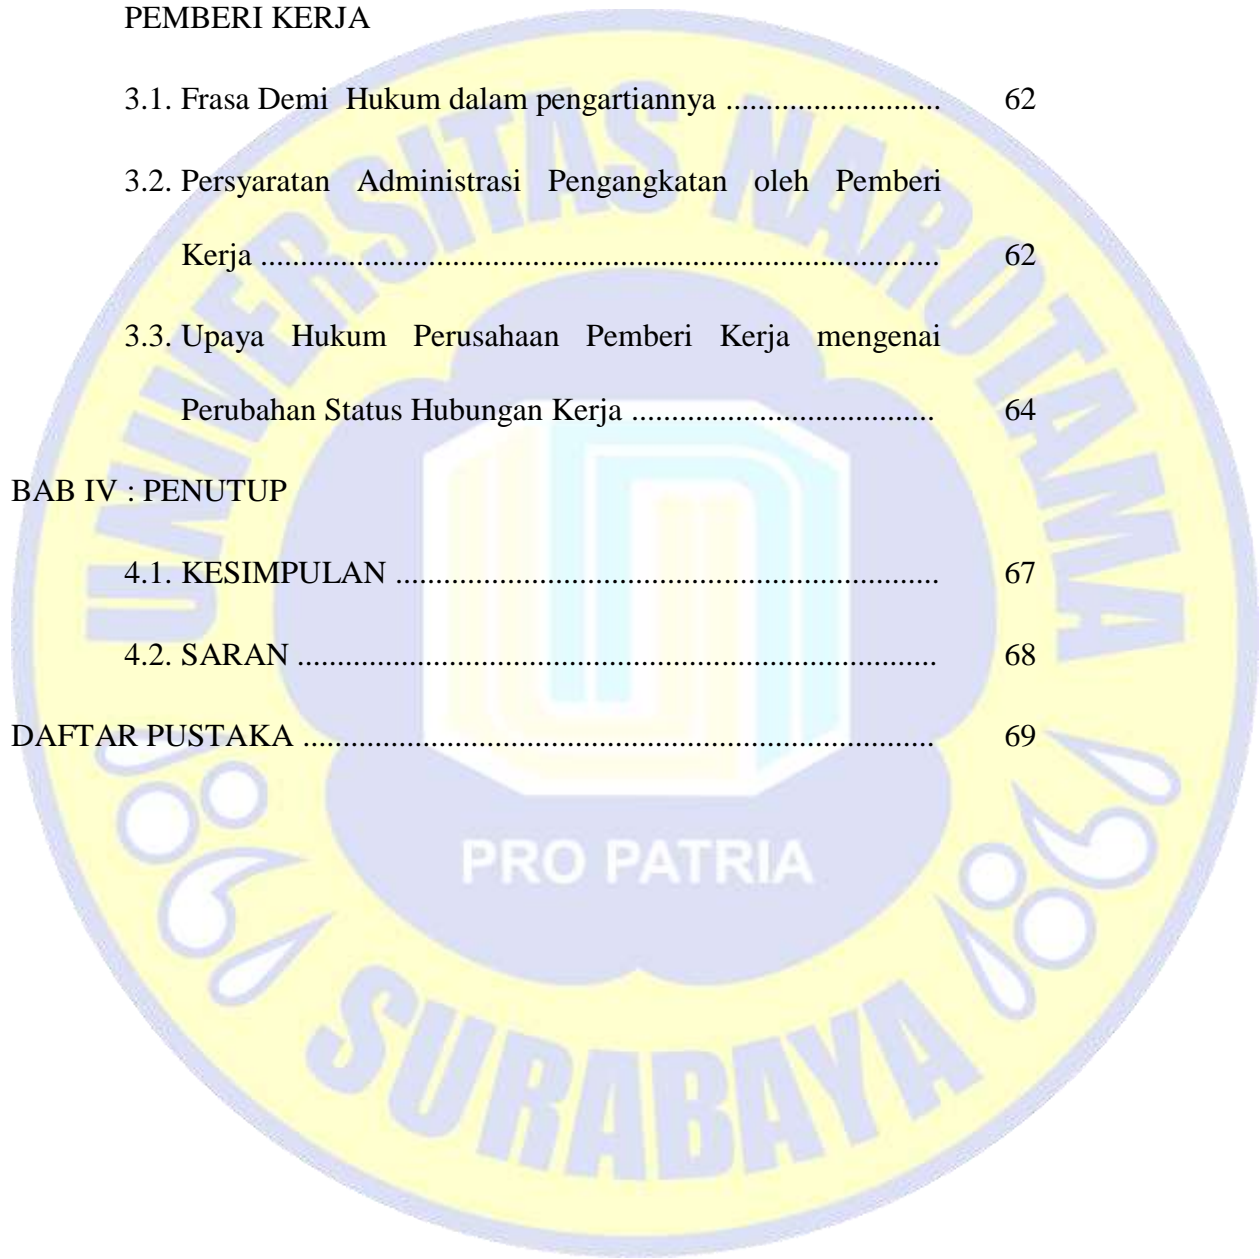 PEMBERI KERJA
3.1. Frasa Demi Hukum dalam pengartiannya ........................... 62
3.2. Persyaratan Administrasi Pengangkatan oleh Pemberi
Kerja ..................................................................................... 62
3.3. Upaya Hukum Perusahaan Pemberi Kerja mengenai
Perubahan Status Hubungan Kerja ...................................... 64
BAB IV : PENUTUP
4.1. KESIMPULAN .................................................................... 67
4.2. SARAN ................................................................................ 68
DAFTAR PUSTAKA ............................................................................... 69
UNIVERSITAS NAROTAMA
PRO PATRIA
SURABAYA